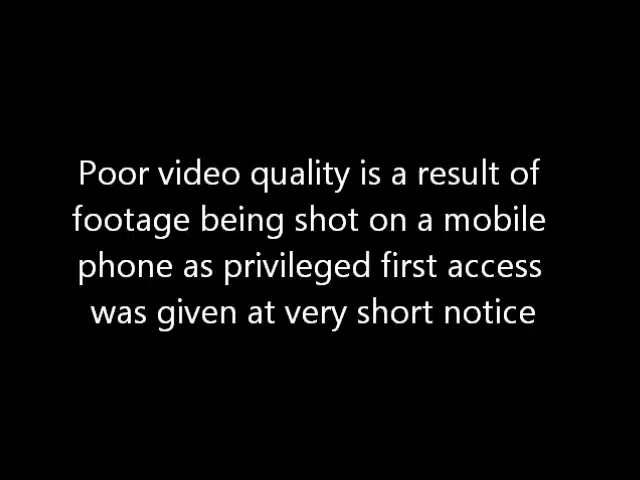 Poor video quality is a result of
footage being shot on a mobile
phone as privileged first access
was given at very short notice